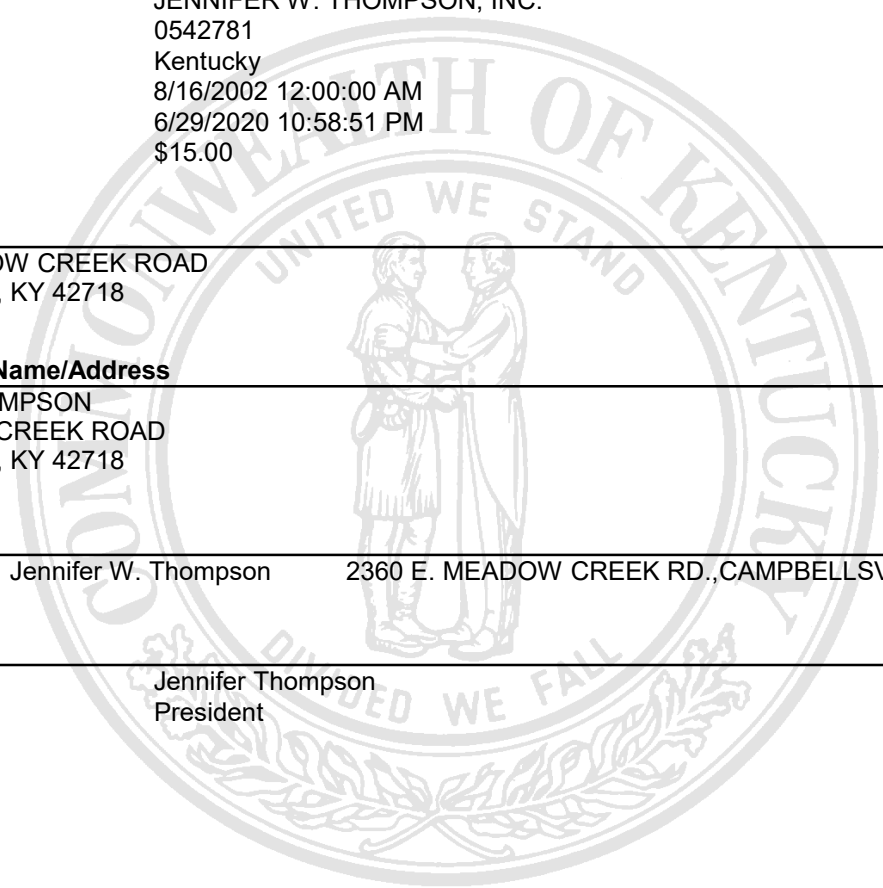 JENNIFER W. THOMPSON, INC.
0542781
Kentucky
8/16/2002 12:00:00 AM
6/29/2020 10:58:51 PM
$15.00
OW CREEK ROAD
, KY 42718
Name/Address
MPSON
CREEK ROAD
, KY 42718
Jennifer W. Thompson 2360 E. MEADOW CREEK RD.,CAMPBELLSV
Jennifer Thompson
President
COMMONWEALTH OF KENTUCKY
UNITED WE STAND
DIVIDED WE FALL